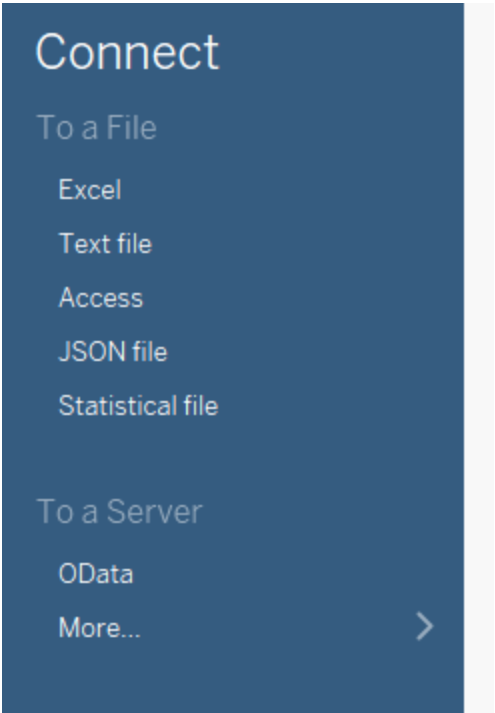 Connect
To a File
Excel
Text file
Access
JSON file
Statistical file
To a Server
OData
More...